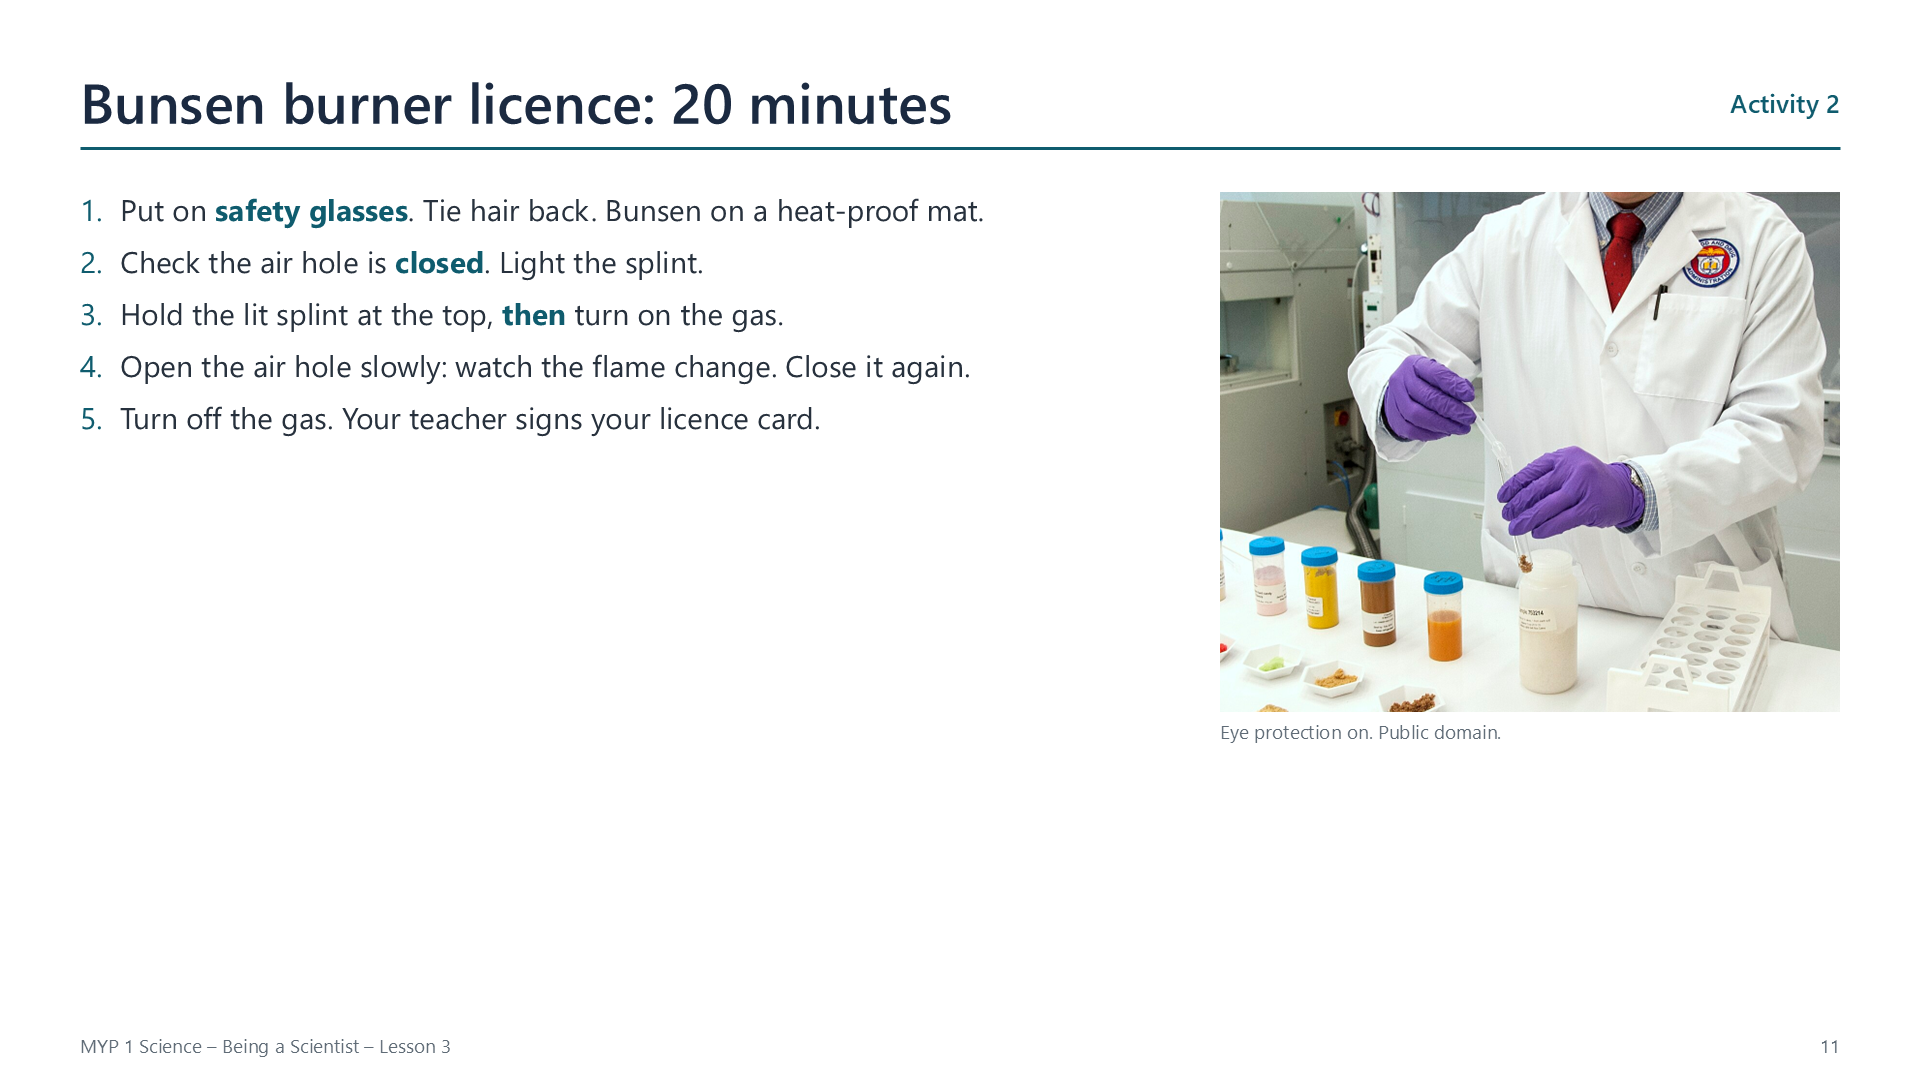 Bunsen burner licence: 20 minutes
Activity 2
1. Put on safety glasses. Tie hair back. Bunsen on a heat-proof mat.
2. Check the air hole is closed. Light the splint.
3. Hold the lit splint at the top, then turn on the gas.
4. Open the air hole slowly: watch the flame change. Close it again.
5. Turn off the gas. Your teacher signs your licence card.
Eye protection on. Public domain.
MYP 1 Science – Being a Scientist – Lesson 3
11